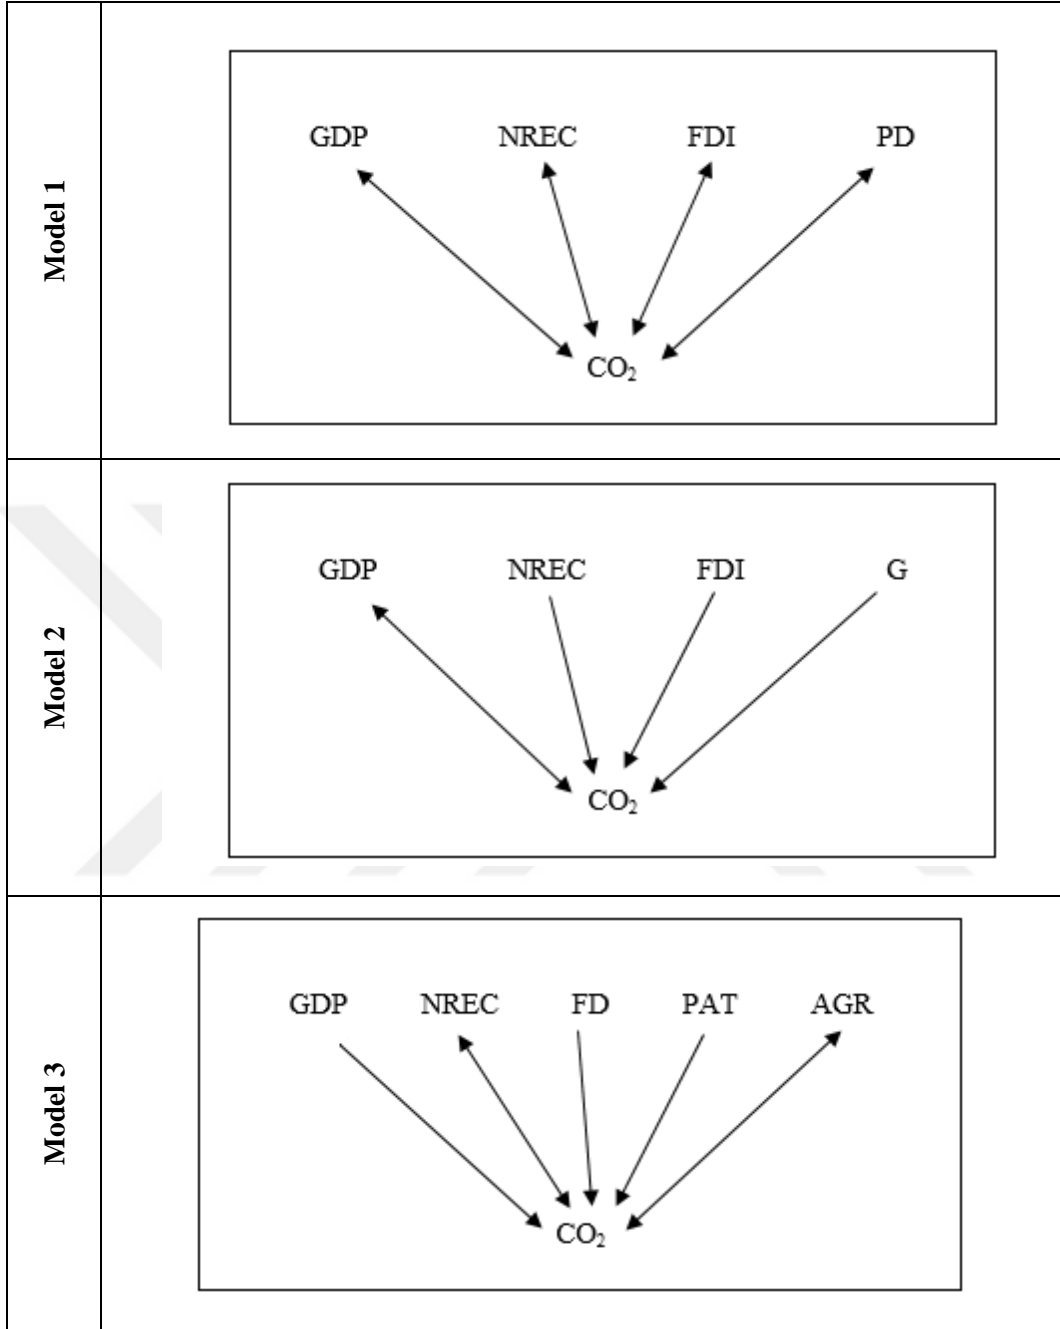 Model 1
GDP NREC FDI PD
CO₂
Model 2
GDP NREC FDI G
CO₂
Model 3
GDP NREC FD PAT AGR
CO₂